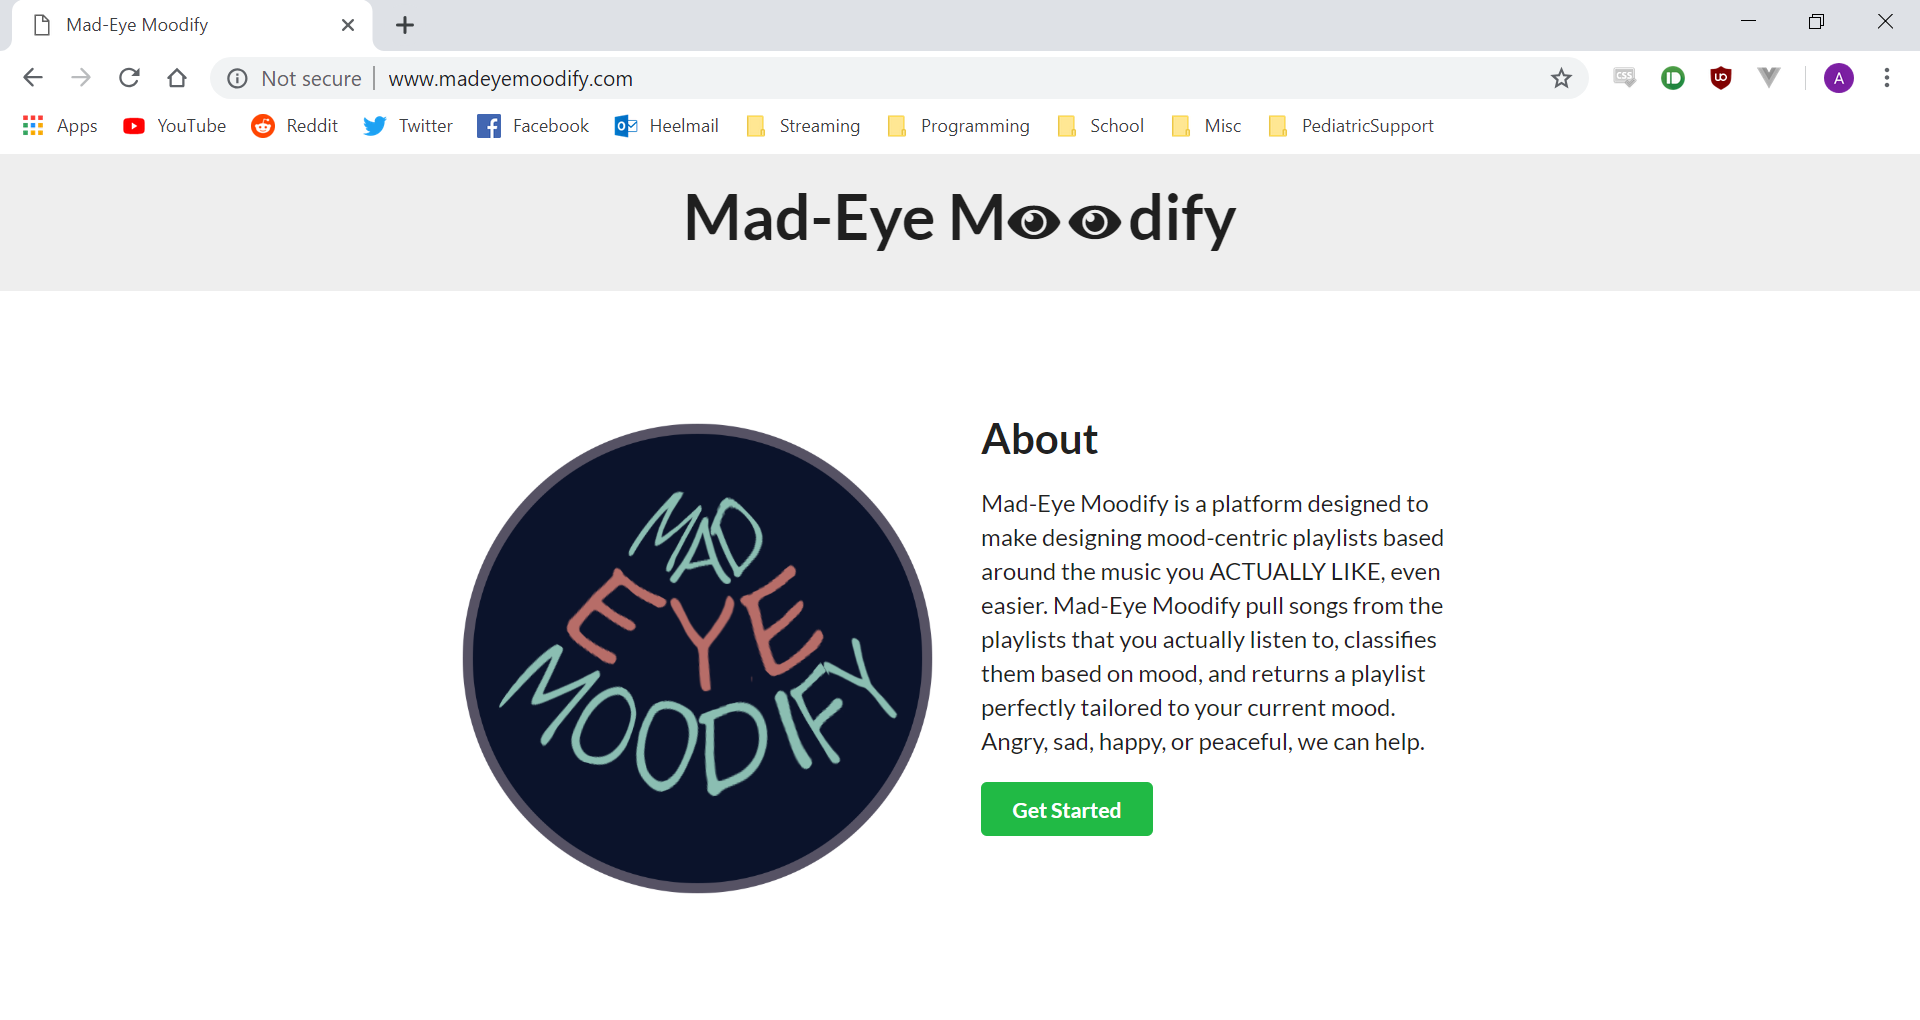 Mad-Eye Moodify
Not secure | www.madeyemoodify.com
CSS
UO
A
Apps YouTube Reddit Twitter Facebook Heelmail Streaming Programming School Misc PediatricSupport
Mad-Eye Mdify
MAD
EYE
MOODIFY
About
Mad-Eye Moodify is a platform designed to
make designing mood-centric playlists based
around the music you ACTUALLY LIKE, even
easier. Mad-Eye Moodify pull songs from the
playlists that you actually listen to, classifies
them based on mood, and returns a playlist
perfectly tailored to your current mood.
Angry, sad, happy, or peaceful, we can help.
Get Started